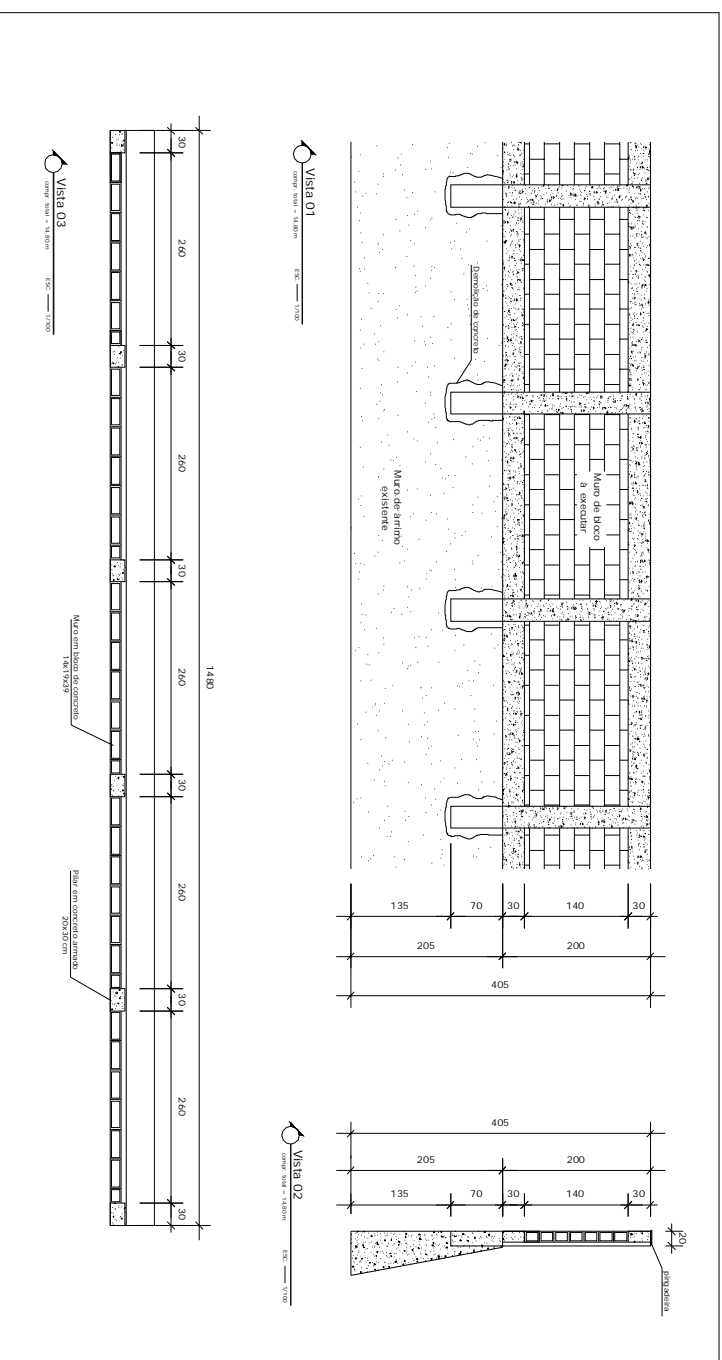 Muro de bloco
à executar
Demolição de concreto
Muro de arrimo
existente
135
70
30
140
30
205
200
405
Vista 01
compr total = 14.80m
ESC
1/100
405
205
200
135
70
30
140
30
20
pingadeira
Vista 02
compr total = 14.80m
ESC
1/100
1480
30
260
30
260
30
260
30
260
30
260
30
Muro em bloco de concreto
14x19x39
Pilar em concreto armado
20x30 cm
Vista 03
compr total = 14.80m
ESC
1/100